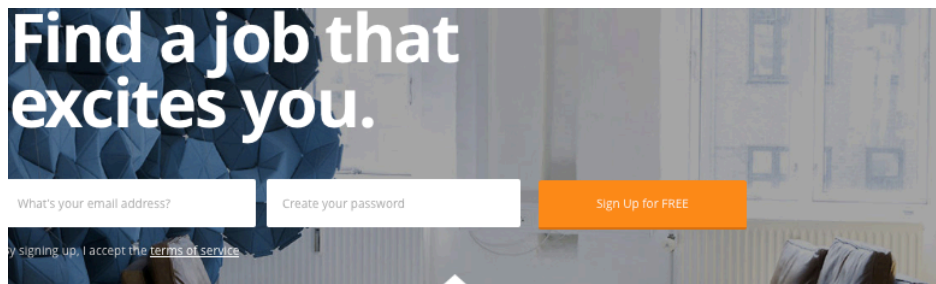 Find a job that
excites you.
What's your email address?
Create your password
Sign Up for FREE
signing up, I accept the terms of service